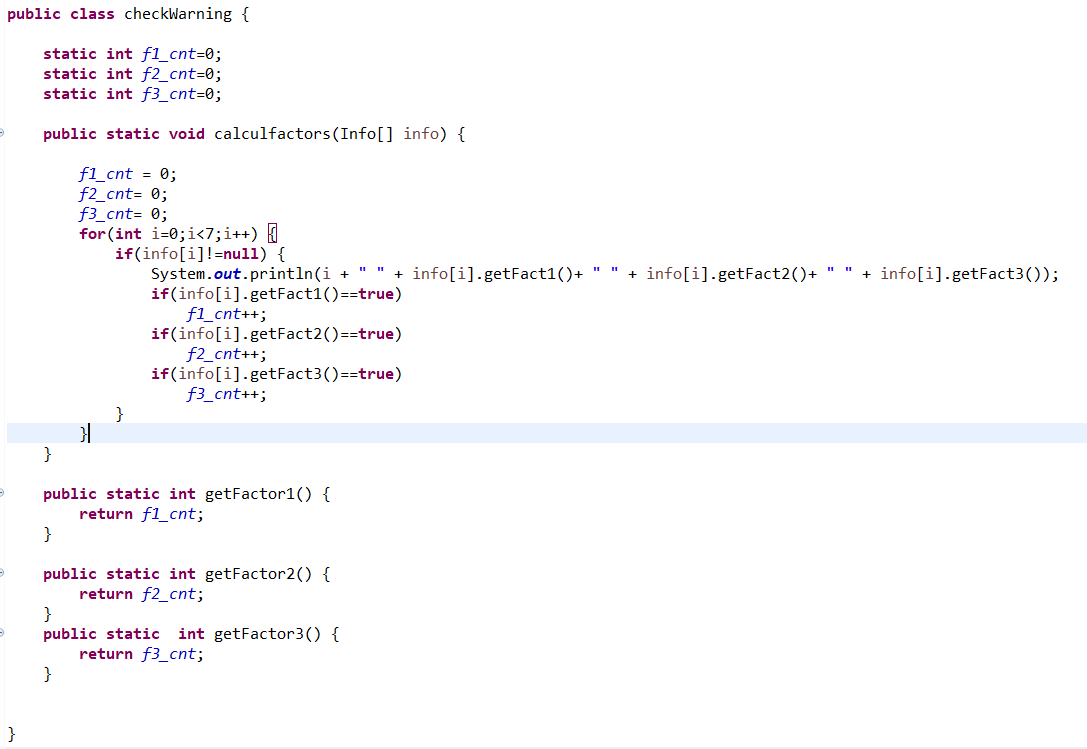 public class checkWarning {
static int f1_cnt=0;
static int f2_cnt=0;
static int f3_cnt=0;
public static void calculfactors(Info[] info) {
f1_cnt = 0;
f2_cnt= 0;
f3_cnt= 0;
for(int i=0;i<7;i++) {
if(info[i]!=null) {
System.out.println(i + " " + info[i].getFact1()+ " " + info[i].getFact2()+ " " + info[i].getFact3());
if(info[i].getFact1()==true)
f1_cnt++;
if(info[i].getFact2()==true)
f2_cnt++;
if(info[i].getFact3()==true)
f3_cnt++;
}
}
}
public static int getFactor1() {
return f1_cnt;
}
public static int getFactor2() {
return f2_cnt;
}
public static  int getFactor3() {
return f3_cnt;
}
}